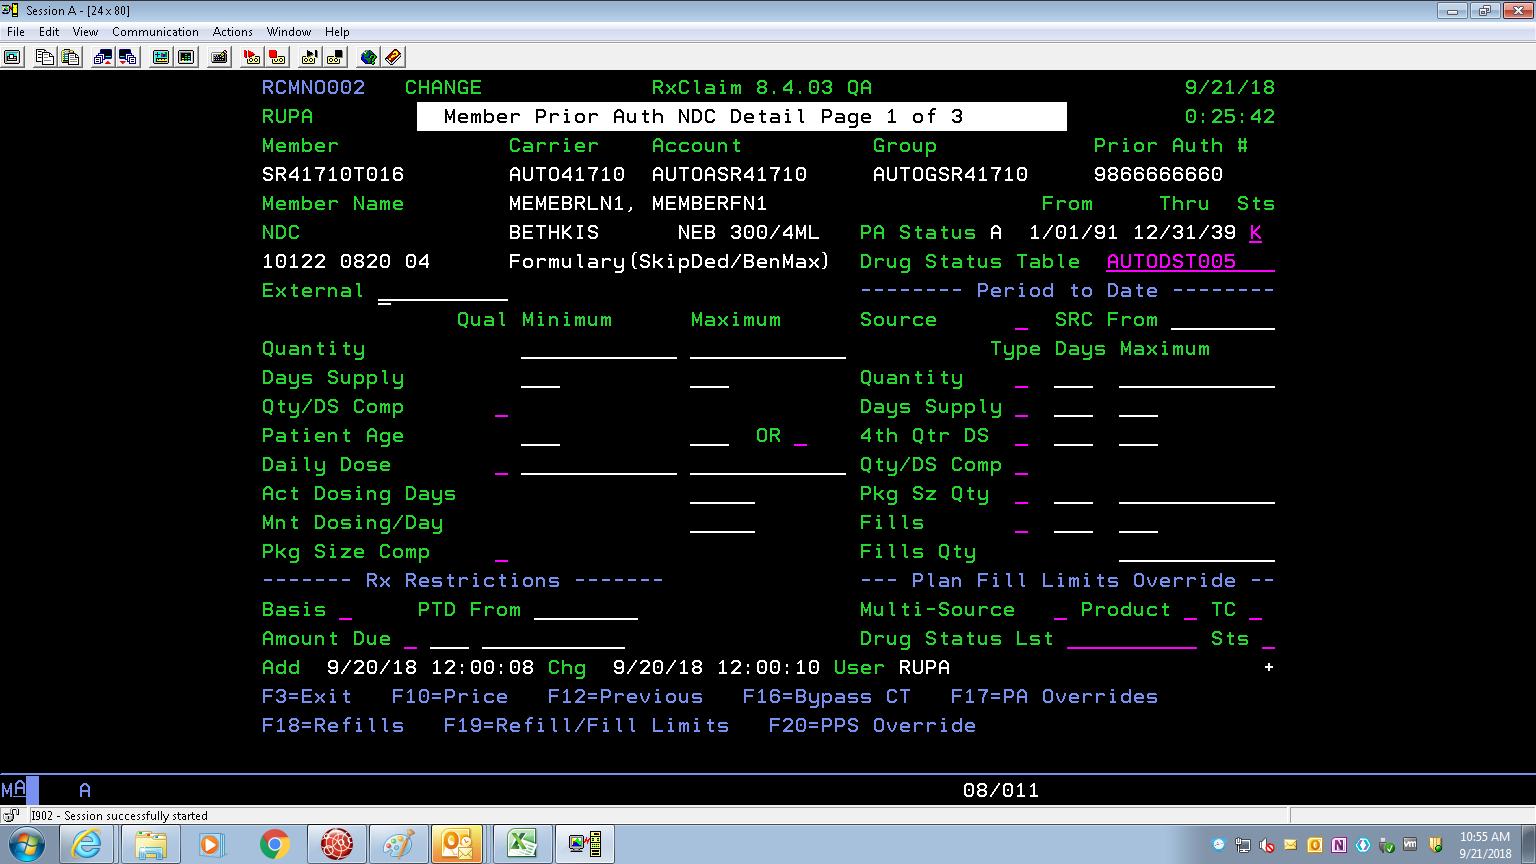 Session A - [24 x 80]
File Edit View Communication Actions Window Help
RCMNO002 CHANGE RxClaim 8.4.03 QA 9/21/18
RUPA Member Prior Auth NDC Detail Page 1 of 3 0:25:42
Member Carrier Account Group Prior Auth #
SR41710T016 AUTO41710 AUTOASR41710 AUTOGSR41710 9866666660
Member Name MEMEBRLN1, MEMBERFN1 From Thru Sts
NDC BETHKIS NEB 300/4ML PA Status A 1/01/91 12/31/39 K
10122 0820 04 Formulary(SkipDed/BenMax) Drug Status Table AUTODST005
External -------- Period to Date --------
Qual Minimum Maximum Source SRC From
Quantity Type Days Maximum
Days Supply Quantity
Qty/DS Comp Days Supply
Patient Age OR 4th Qtr DS
Daily Dose Qty/DS Comp
Act Dosing Days Pkg Sz Qty
Mnt Dosing/Day Fills
Pkg Size Comp Fills Qty
------- Rx Restrictions ------- --- Plan Fill Limits Override --
Basis PTD From Multi-Source Product TC
Amount Due Drug Status Lst Sts
Add 9/20/18 12:00:08 Chg 9/20/18 12:00:10 User RUPA +
F3=Exit F10=Price F12=Previous F16=Bypass CT F17=PA Overrides
F18=Refills F19=Refill/Fill Limits F20=PPS Override
MA A 08/011
I902 - Session successfully started
10:55 AM
9/21/2018